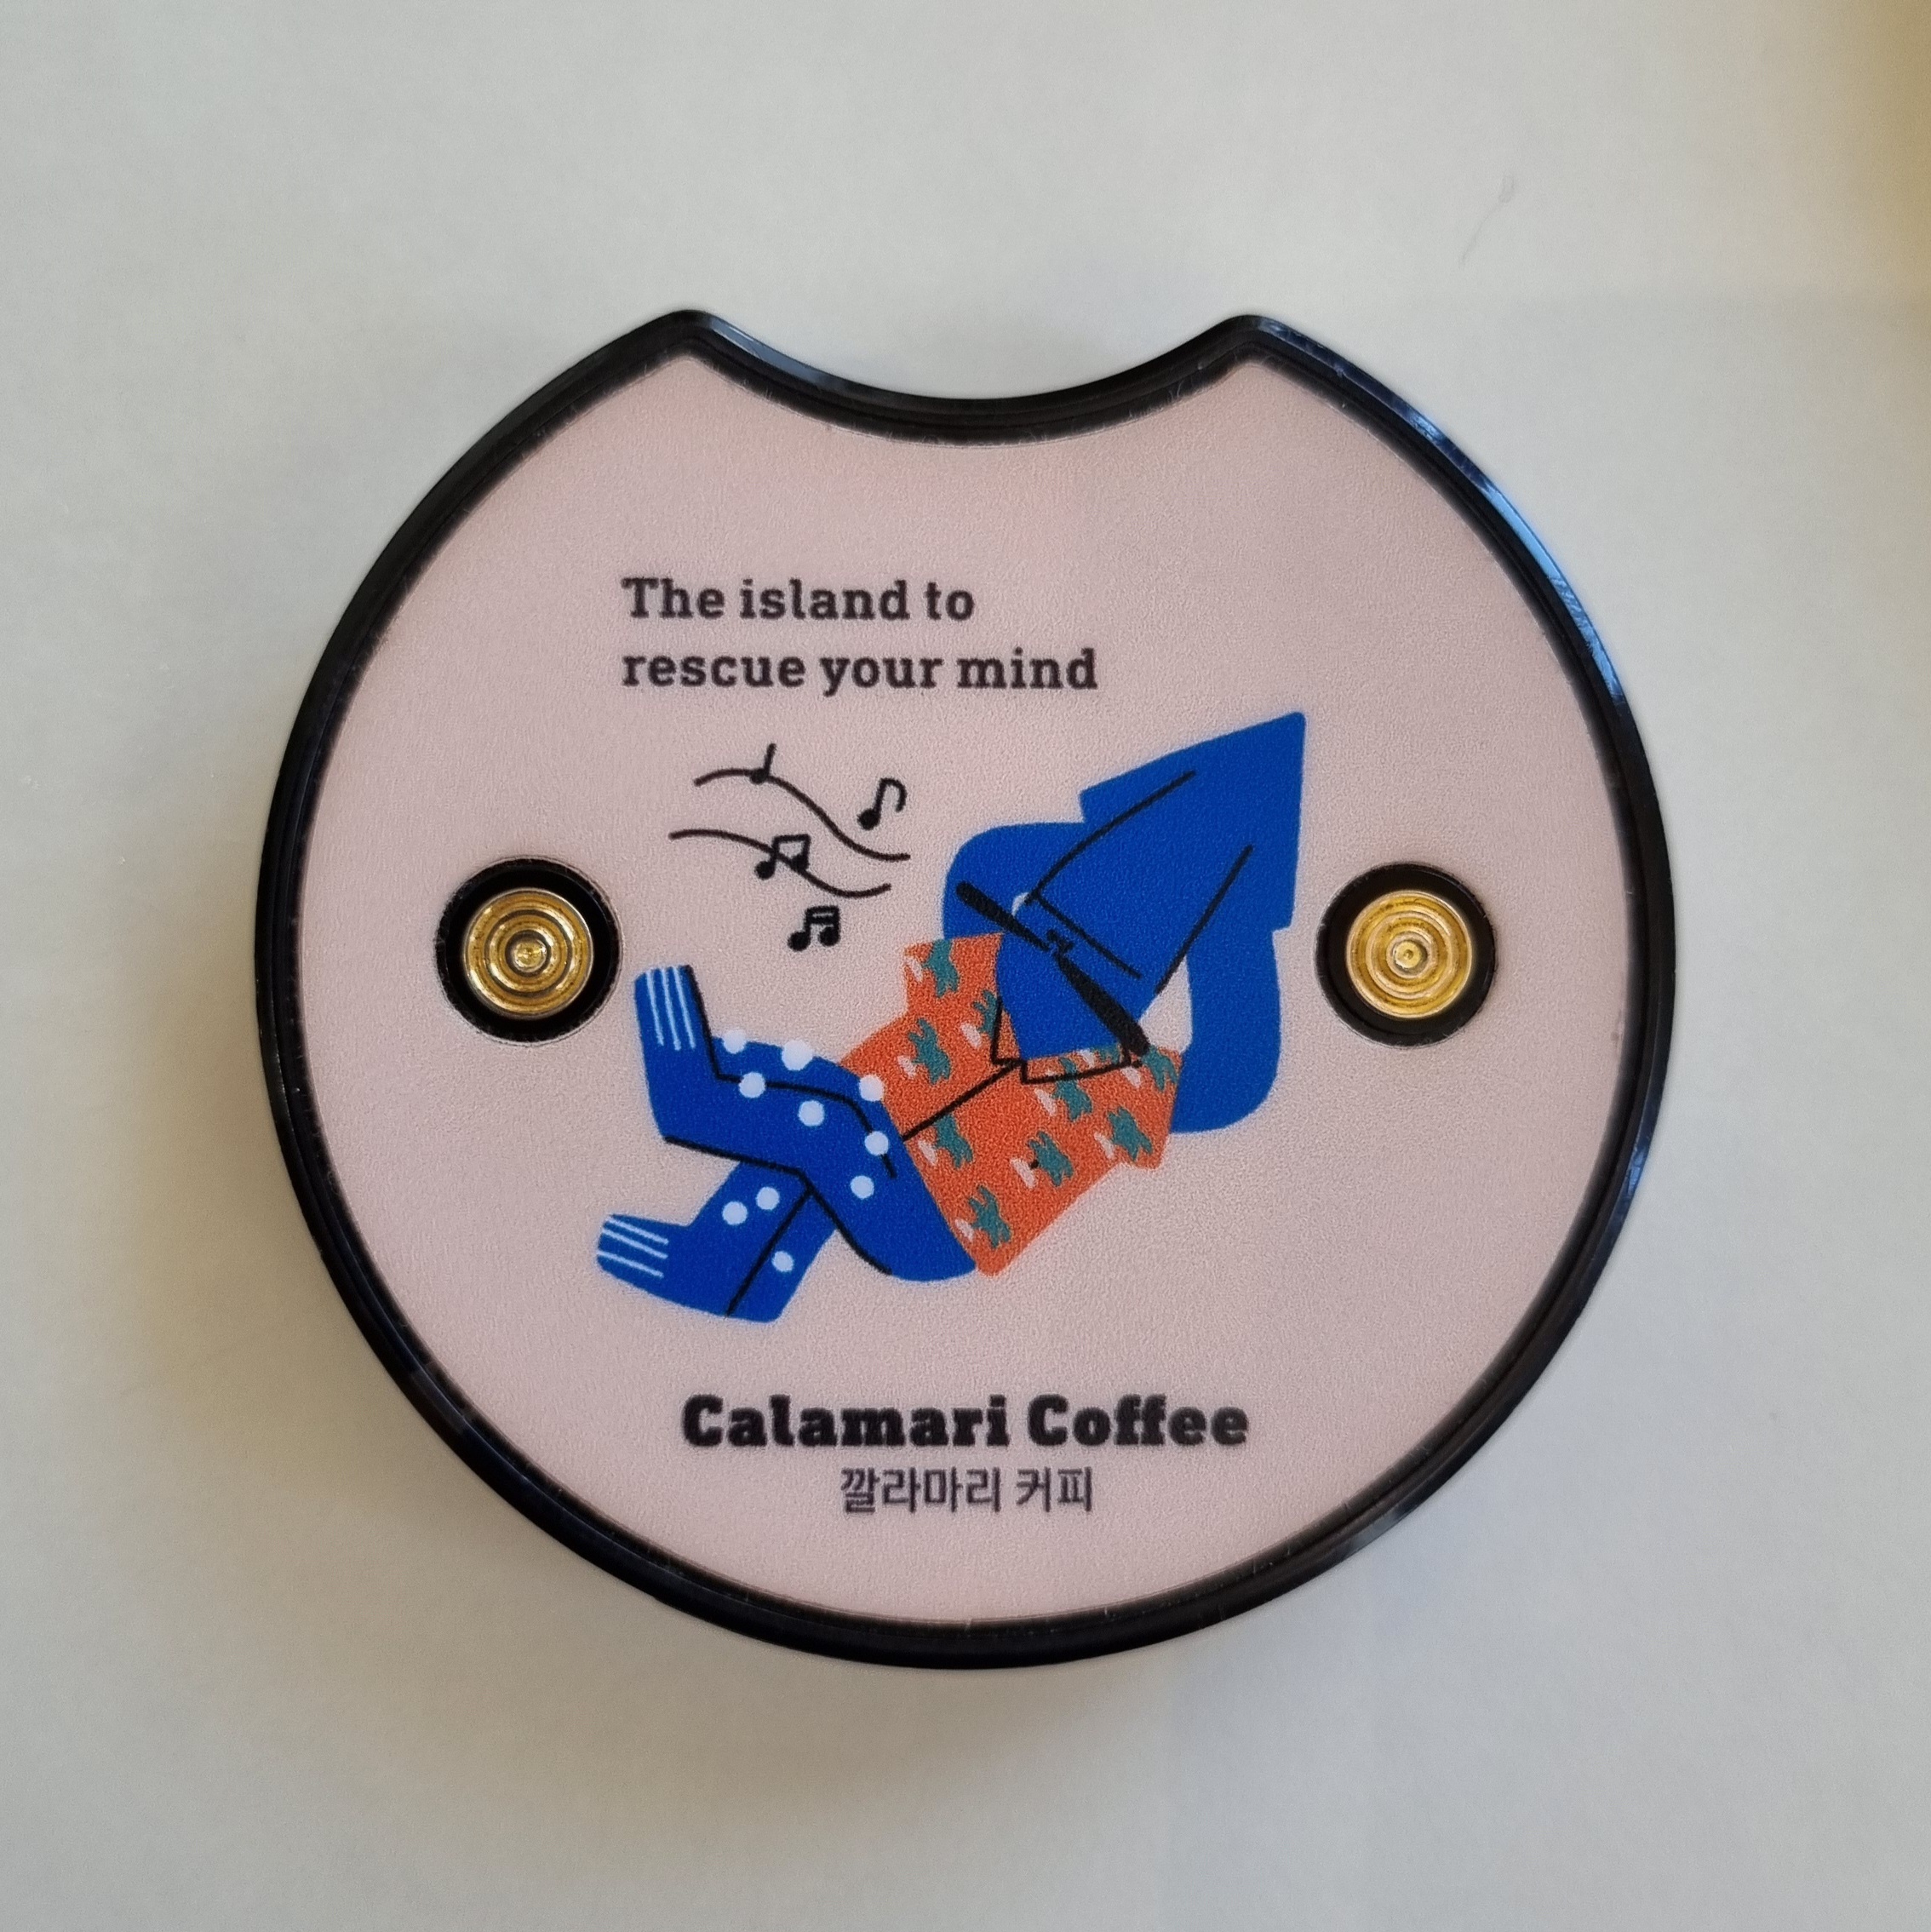 The island to
rescue your mind
Calamari Coffee
깔라마리 커피